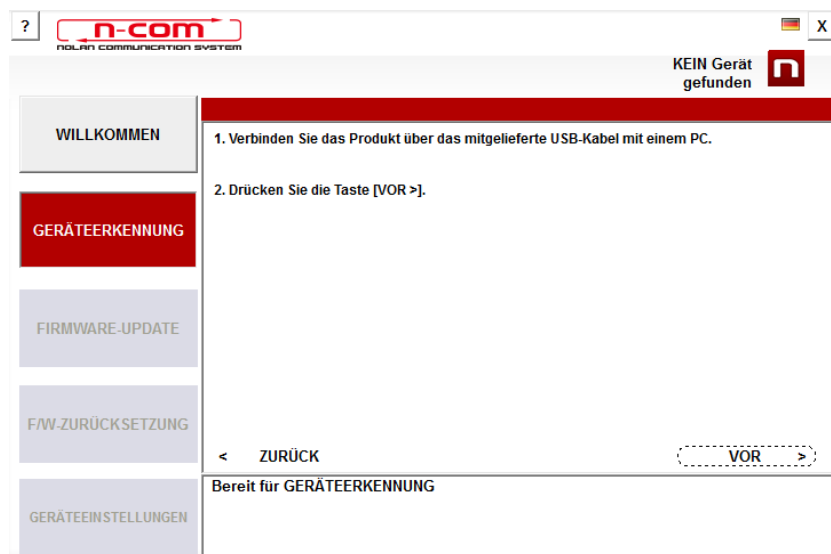 ?
n-com
NOLAN COMMUNICATION SYSTEM
X
KEIN Gerät
gefunden
n
WILLKOMMEN
1. Verbinden Sie das Produkt über das mitgelieferte USB-Kabel mit einem PC.
2. Drücken Sie die Taste [VOR >].
GERÄTEERKENNUNG
FIRMWARE-UPDATE
F/W-ZURÜCKSETZUNG
< ZURÜCK
VOR >
Bereit für GERÄTEERKENNUNG
GERÄTEEINSTELLUNGEN